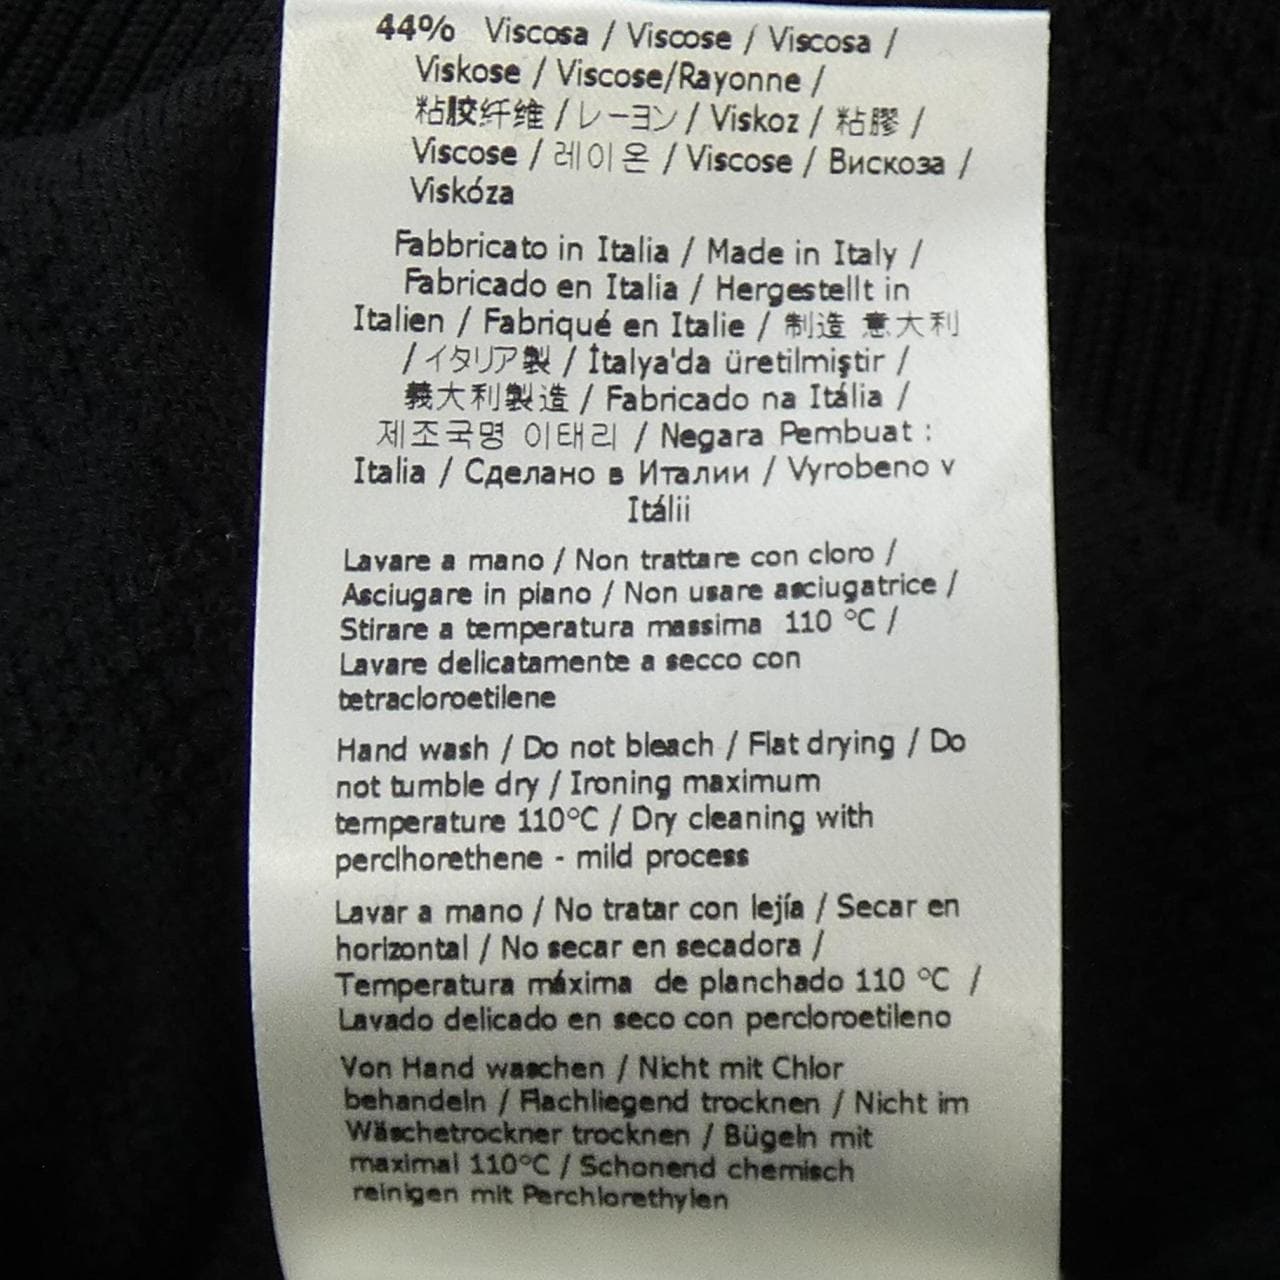 44% Viscosa / Viscose / Viscosa /
Viskose / Viscose/Rayonne /
粘胶纤维 / レーヨン / Viskoz / 粘膠 /
Viscose / 레이온 / Viscose / Вискоза /
Viskóza
Fabbricato in Italia / Made in Italy /
Fabricado en Italia / Hergestellt in
Italien / Fabriqué en Italie / 制造 意大利
/ イタリア製 / İtalya'da üretilmiştir /
義大利製造 / Fabricado na Itália /
제조국명 이태리 / Negara Pembuat :
Italia / Сделано в Италии / Vyrobeno v
Itálii
Lavare a mano / Non trattare con cloro /
Asciugare in piano / Non usare asciugatrice /
Stirare a temperatura massima 110 °C /
Lavare delicatamente a secco con
tetracloroetilene
Hand wash / Do not bleach / Flat drying / Do
not tumble dry / Ironing maximum
temperature 110°C / Dry cleaning with
perclhorethene - mild process
Lavar a mano / No tratar con lejía / Secar en
horizontal / No secar en secadora /
Temperatura máxima de planchado 110 °C /
Lavado delicado en seco con percloroetileno
Von Hand waschen / Nicht mit Chlor
behandeln / Flachliegend trocknen / Nicht im
Wäschetrockner trocknen / Bügeln mit
maximal 110°C / Schonend chemisch
reinigen mit Perchlorethylen